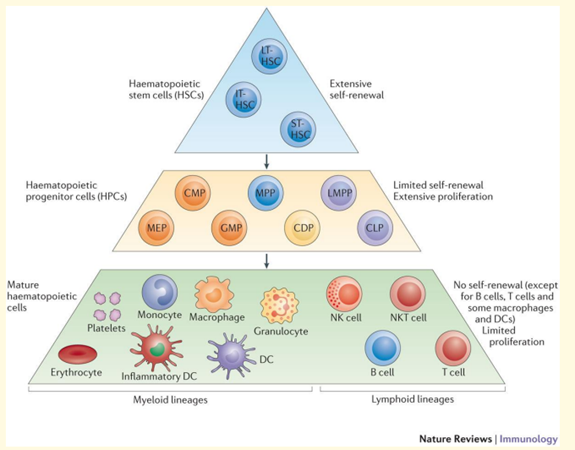 LT-
HSC
Haematopoietic
stem cells (HSCs)
IT-
HSC
Extensive
self-renewal
ST-
HSC
Haematopoietic
progenitor cells (HPCs)
CMP
MPP
LMPP
Limited self-renewal
Extensive proliferation
MEP
GMP
CDP
CLP
Mature
haematopoietic
cells
Platelets
Monocyte
Macrophage
Granulocyte
NK cell
NKT cell
No self-renewal (except
for B cells, T cells and
some macrophages
and DCs)
Limited
proliferation
Erythrocyte
Inflammatory DC
DC
B cell
T cell
Myeloid lineages
Lymphoid lineages
Nature Reviews | Immunology